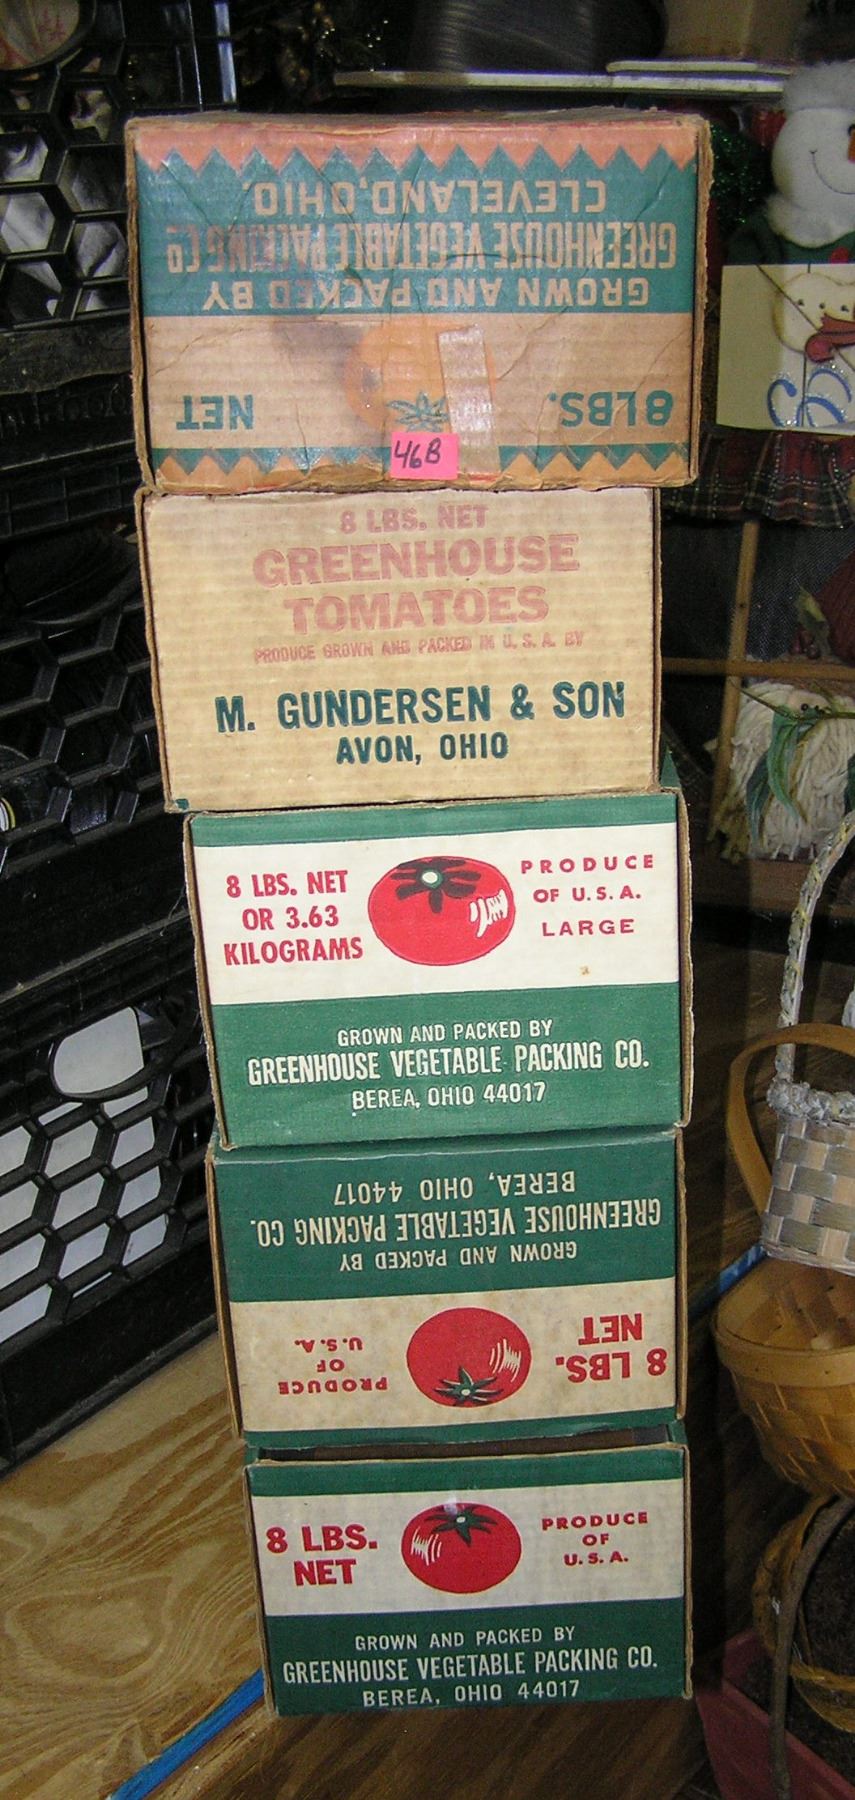 GROWN AND PACKED BY
GREENHOUSE VEGETABLE PACKING CO
CLEVELAND, OHIO.
8 LBS.
NET
46B
8 LBS. NET
GREENHOUSE
TOMATOES
PRODUCE GROWN AND PACKED IN U. S. A. BY
M. GUNDERSEN & SON
AVON, OHIO
8 LBS. NET
OR 3.63
KILOGRAMS
PRODUCE
OF U.S.A.
LARGE
GROWN AND PACKED BY
GREENHOUSE VEGETABLE PACKING CO.
BEREA, OHIO 44017
8 LBS.
NET
PRODUCE
OF
U.S.A.
GROWN AND PACKED BY
GREENHOUSE VEGETABLE PACKING CO.
BEREA, OHIO 44017
8 LBS.
NET
PRODUCE
OF
U.S.A.
GROWN AND PACKED BY
GREENHOUSE VEGETABLE PACKING CO.
BEREA, OHIO 44017